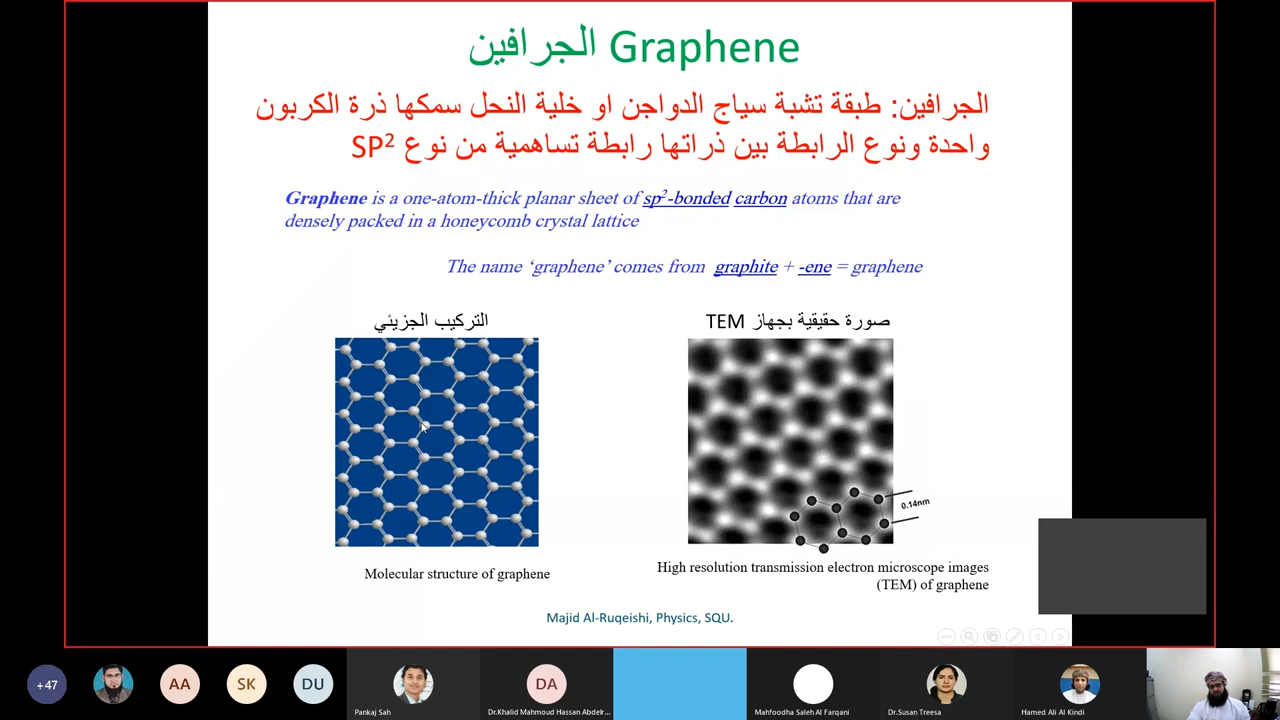 Graphene الجرافين
الجرافين: طبقة تشبة سياج الدواجن او خلية النحل سمكها ذرة الكربون
واحدة ونوع الرابطة بين ذراتها رابطة تساهمية من نوع SP²
Graphene is a one-atom-thick planar sheet of sp²-bonded carbon atoms that are
densely packed in a honeycomb crystal lattice
The name ‘graphene’ comes from graphite + -ene = graphene
التركيب الجزيئي
صورة حقيقية بجهاز TEM
0.14nm
Molecular structure of graphene
High resolution transmission electron microscope images
(TEM) of graphene
Majid Al-Ruqeishi, Physics, SQU.
+47
AA
SK
DU
Pankaj Sah
DA
Dr.Khalid Mahmoud Hassan Abdelr...
Mahfoodha Saleh Al Farqani
Dr.Susan Treesa
Hamed Ali Al Kindi